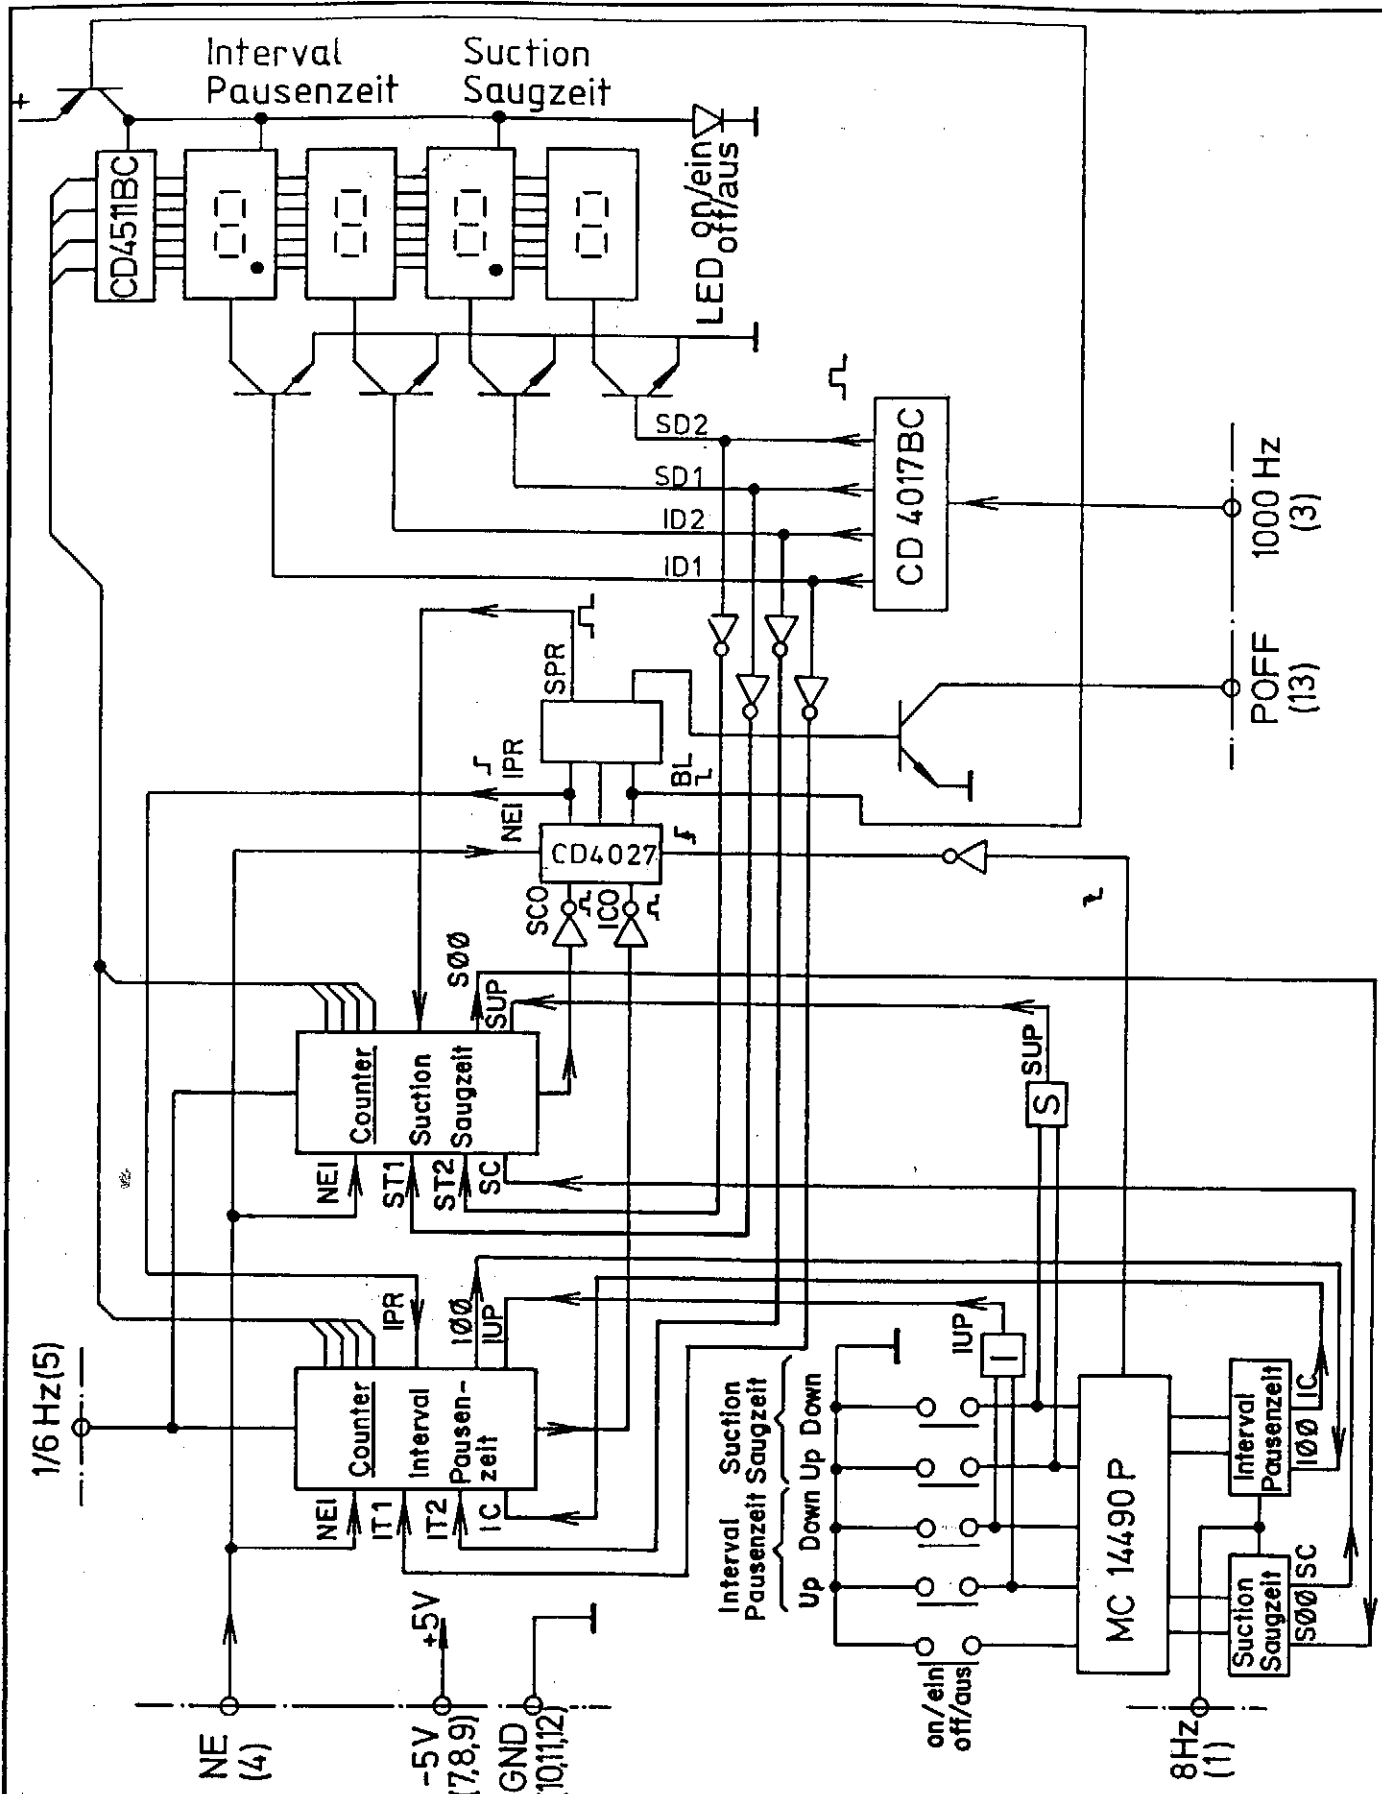 Interval
Pausenzeit
Suction
Saugzeit
+
CD4511BC
LED on/ein
off/aus
SD2
SD1
ID2
ID1
CD 4017BC
1000 Hz
(3)
POFF
(13)
SPR
IPR
NEI
BL
CD4027
SCO
ICO
SØØ
SUP
Counter
Suction
Saugzeit
NEI
ST1
ST2
SC
SUP
S
1/6 Hz(5)
IPR
IØØ
IUP
Counter
Interval
Pausen-
zeit
NEI
IT1
IT2
IC
IUP
I
Suction
Saugzeit
Up Down
Interval
Pausenzeit
Up Down
on/ein
off/aus
MC 14490P
Interval
Pausenzeit
IØØ IC
Suction
Saugzeit
SØØ SC
NE
(4)
-5V
(7,8,9)
+5V
GND
(10,11,12)
8Hz
(1)